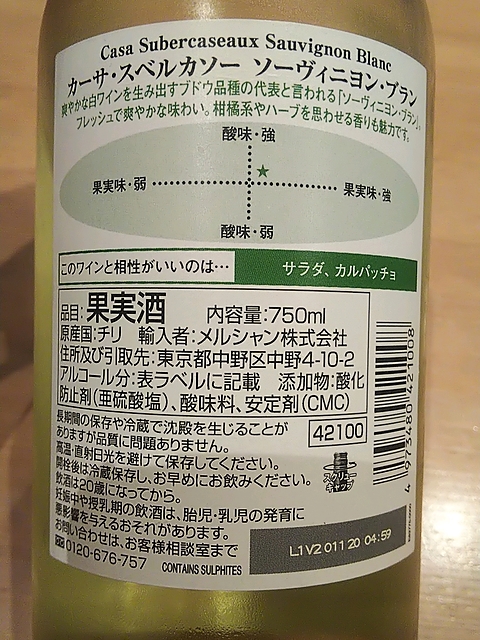 Casa Subercaseaux Sauvignon Blanc
カーサ・スベルカソー ソーヴィニヨン・ブラン
爽やかな白ワインを生み出すブドウ品種の代表と言われる「ソーヴィニヨン・ブラン」。
フレッシュで爽やかな味わい。柑橘系やハーブを思わせる香りも魅力です。
酸味・強
果実味・弱
果実味・強
酸味・弱
このワインと相性がいいのは…
サラダ、カルパッチョ
品目:果実酒 内容量:750ml
原産国:チリ 輸入者:メルシャン株式会社
住所及び引取先:東京都中野区中野4-10-2
アルコール分:表ラベルに記載 添加物:酸化
防止剤(亜硫酸塩)、酸味料、安定剤(CMC)
長期間の保存や冷蔵で沈殿を生じることが
ありますが品質に問題ありません。
高温・直射日光を避けて保存してください。
開栓後は冷蔵保存し、お早めにお飲みください。
飲酒は20歳になってから。
妊娠中や授乳期の飲酒は、胎児・乳児の発育に
悪影響を与えるおそれがあります。
お問い合わせは、お客様相談室まで
0120-676-757
CONTAINS SULPHITES
42100
スクリュー
キャップ
L1V2 011 20 04:59
4 973480 421008